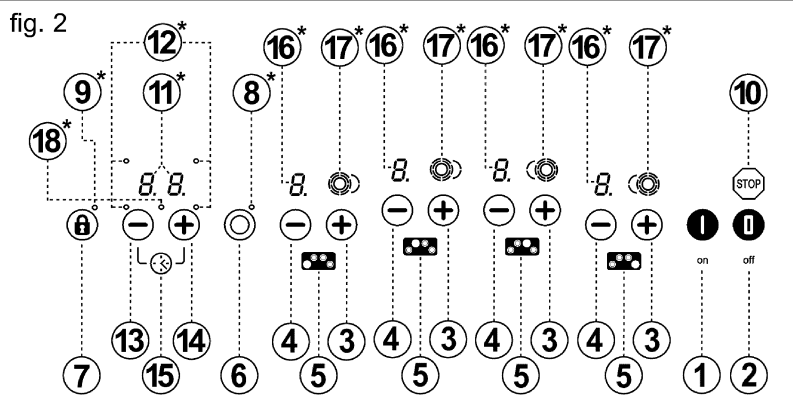 fig. 2
12* 16* 17* 16* 17* 16* 17* 16* 17*
9* 11* 8* 10
18*
8. 8. 8. 8. 8. 8. STOP
on off
13 14 4 3 4 3 4 3 4 3
7 15 6 5 5 5 5 1 2